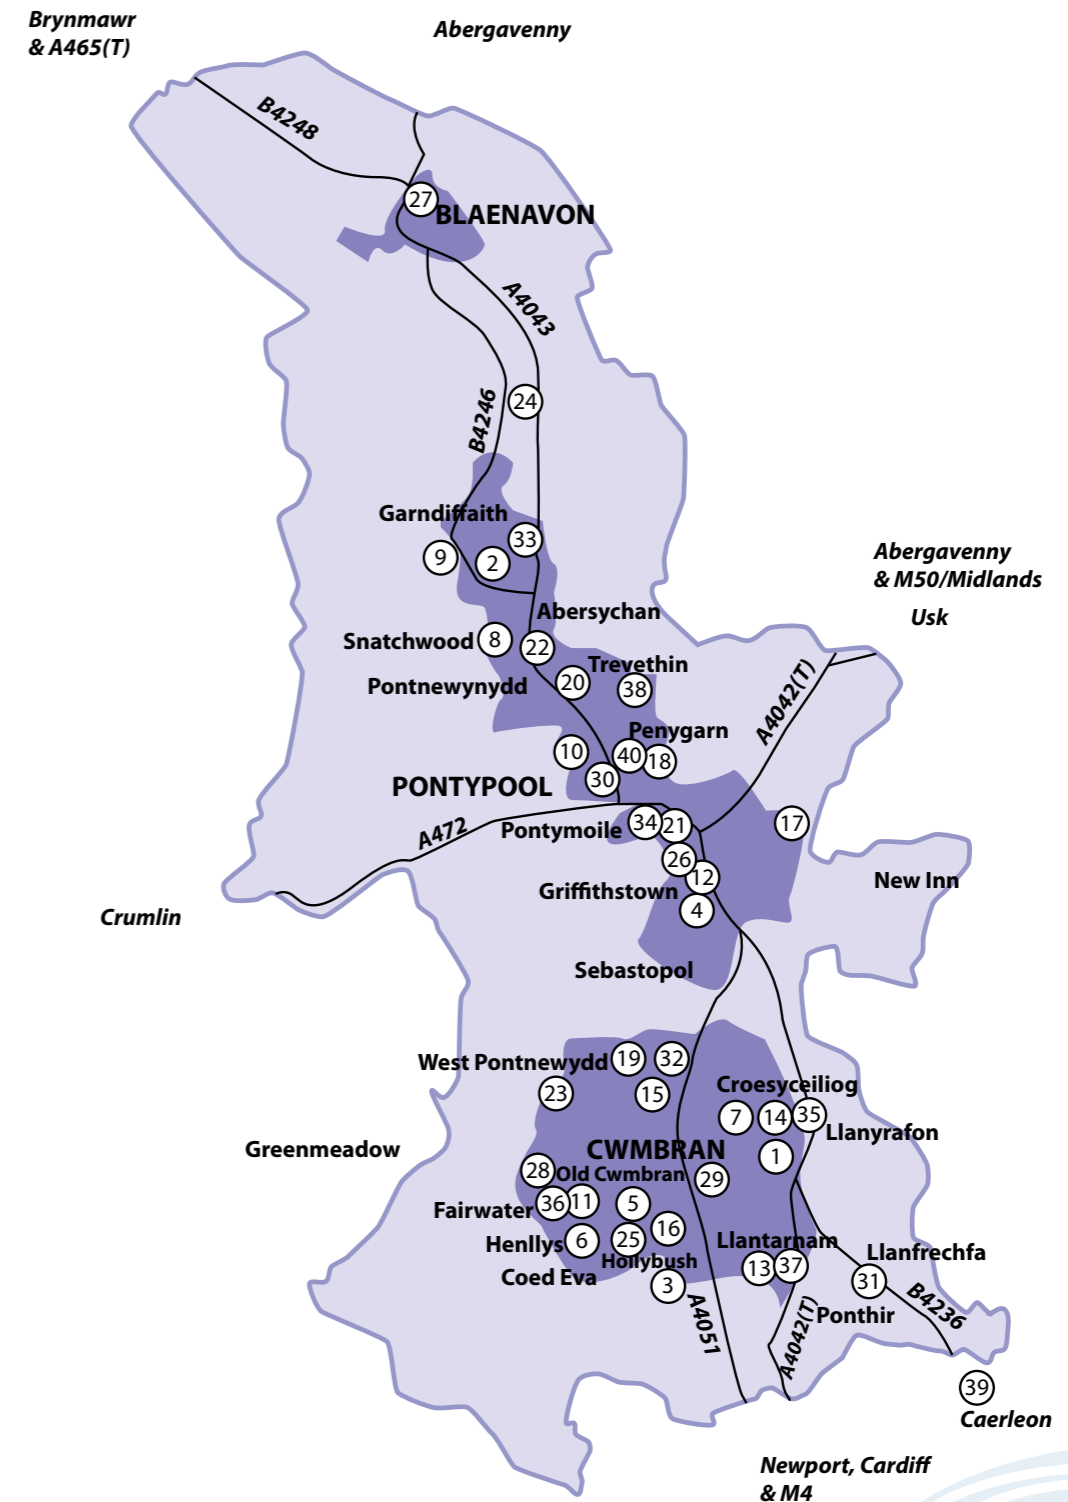 Brynmawr
& A465(T)
Abergavenny
B4248
27
BLAENAVON
A4043
24
B4246
Garndiffaith
33
9
2
Abergavenny
& M50/Midlands
Usk
Abersychan
Snatchwood
8
22
Trevethin
Pontnewynydd
20
38
A4042(T)
Penygarn
10
40
18
30
PONTYPOOL
A472
Pontymoile
34
21
17
26
12
New Inn
Griffithstown
4
Crumlin
Sebastopol
West Pontnewydd
19
32
Croesyceiliog
23
15
7
14
35
Llanyrafon
Greenmeadow
CWMBRAN
1
28
Old Cwmbran
29
Fairwater
36
11
5
16
Henllys
6
25
Llantarnam
Llanfrechfa
Hollybush
13
37
Coed Eva
3
31
A4051
A4042(T)
Ponthir
B4236
39
Caerleon
Newport, Cardiff
& M4